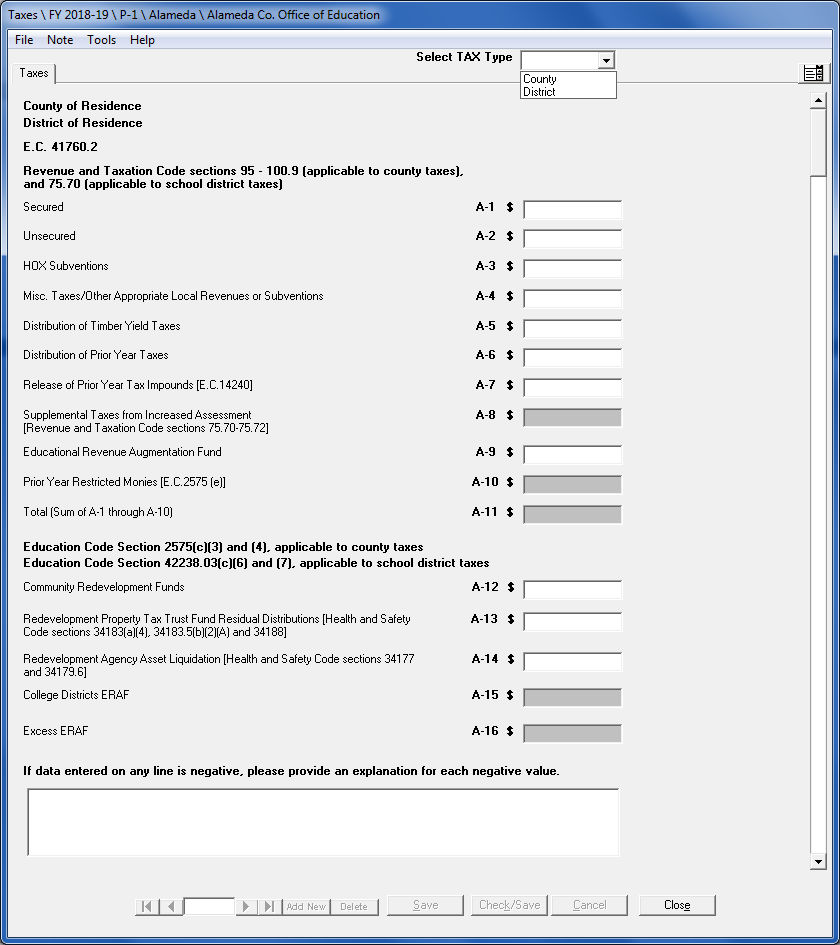 Taxes \ FY 2018-19 \ P-1 \ Alameda \ Alameda Co. Office of Education
File Note Tools Help
Select TAX Type
Taxes
County
District
County of Residence
District of Residence
E.C. 41760.2
Revenue and Taxation Code sections 95 - 100.9 (applicable to county taxes),
and 75.70 (applicable to school district taxes)
Secured A-1 $
Unsecured A-2 $
HOX Subventions A-3 $
Misc. Taxes/Other Appropriate Local Revenues or Subventions A-4 $
Distribution of Timber Yield Taxes A-5 $
Distribution of Prior Year Taxes A-6 $
Release of Prior Year Tax Impounds [E.C.14240] A-7 $
Supplemental Taxes from Increased Assessment A-8 $
[Revenue and Taxation Code sections 75.70-75.72]
Educational Revenue Augmentation Fund A-9 $
Prior Year Restricted Monies [E.C.2575 (e)] A-10 $
Total (Sum of A-1 through A-10) A-11 $
Education Code Section 2575(c)(3) and (4), applicable to county taxes
Education Code Section 42238.03(c)(6) and (7), applicable to school district taxes
Community Redevelopment Funds A-12 $
Redevelopment Property Tax Trust Fund Residual Distributions [Health and Safety A-13 $
Code sections 34183(a)(4), 34183.5(b)(2)(A) and 34188]
Redevelopment Agency Asset Liquidation [Health and Safety Code sections 34177 A-14 $
and 34179.6]
College Districts ERAF A-15 $
Excess ERAF A-16 $
If data entered on any line is negative, please provide an explanation for each negative value.
Add New Delete Save Check/Save Cancel Close